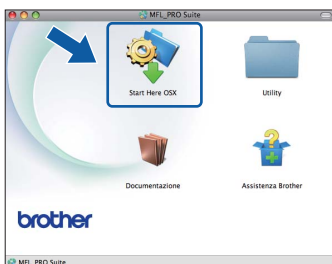 MFL_PRO Suite
Start Here OSX
Utility
Documentazione
Assistenza Brother
brother
MFL_PRO Suite